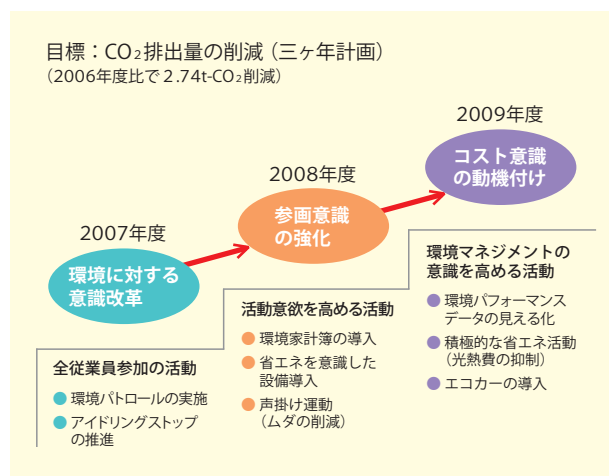 目標：CO₂排出量の削減（三ヶ年計画）
（2006年度比で2.74t-CO₂削減）
2009年度
コスト意識
の動機付け
2008年度
参画意識
の強化
2007年度
環境に対する
意識改革
環境マネジメントの
意識を高める活動
● 環境パフォーマンス
データの見える化
● 積極的な省エネ活動
（光熱費の抑制）
● エコカーの導入
活動意欲を高める活動
● 環境家計簿の導入
● 省エネを意識した
設備導入
● 声掛け運動
（ムダの削減）
全従業員参加の活動
● 環境パトロールの実施
● アイドリングストップ
の推進